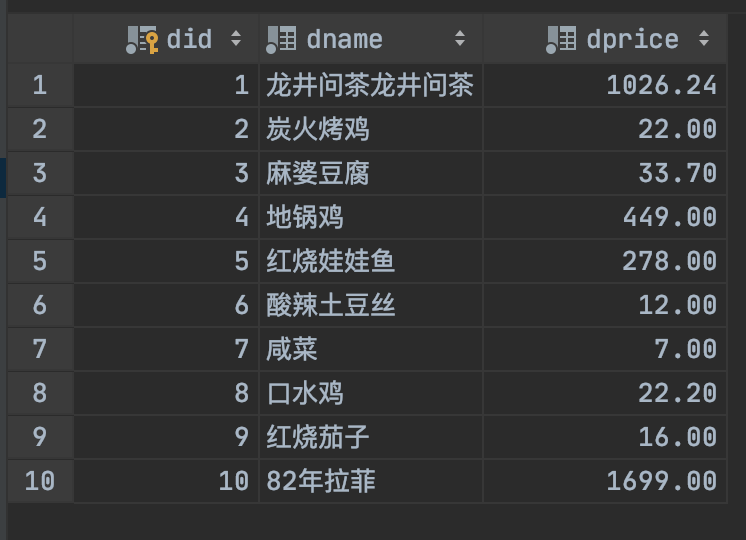 did dname dprice
1 1 龙井问茶龙井问茶 1026.24
2 2 炭火烤鸡 22.00
3 3 麻婆豆腐 33.70
4 4 地锅鸡 449.00
5 5 红烧娃娃鱼 278.00
6 6 酸辣土豆丝 12.00
7 7 咸菜 7.00
8 8 口水鸡 22.20
9 9 红烧茄子 16.00
10 10 82年拉菲 1699.00